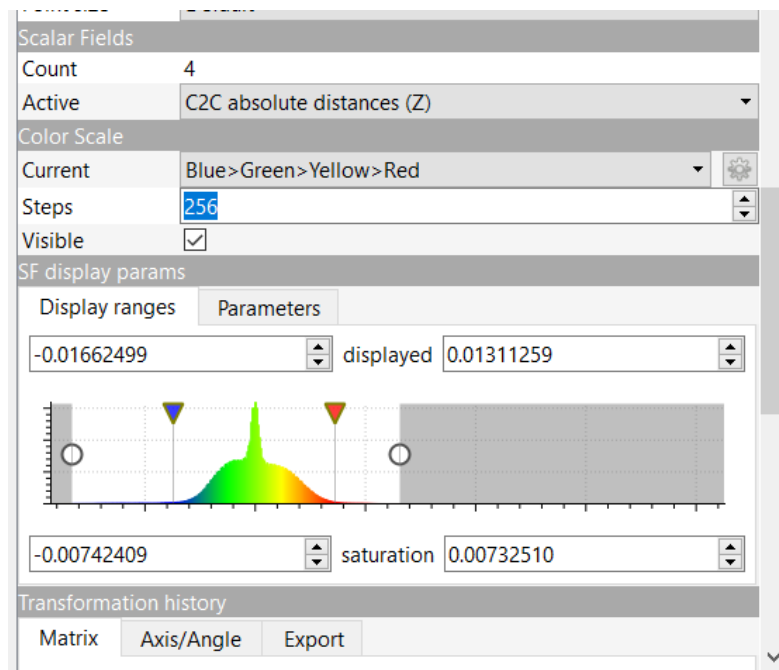 Scalar Fields
Count 4
Active C2C absolute distances (Z)
Color Scale
Current Blue>Green>Yellow>Red
Steps 256
Visible
SF display params
Display ranges Parameters
-0.01662499 displayed 0.01311259
-0.00742409 saturation 0.00732510
Transformation history
Matrix Axis/Angle Export